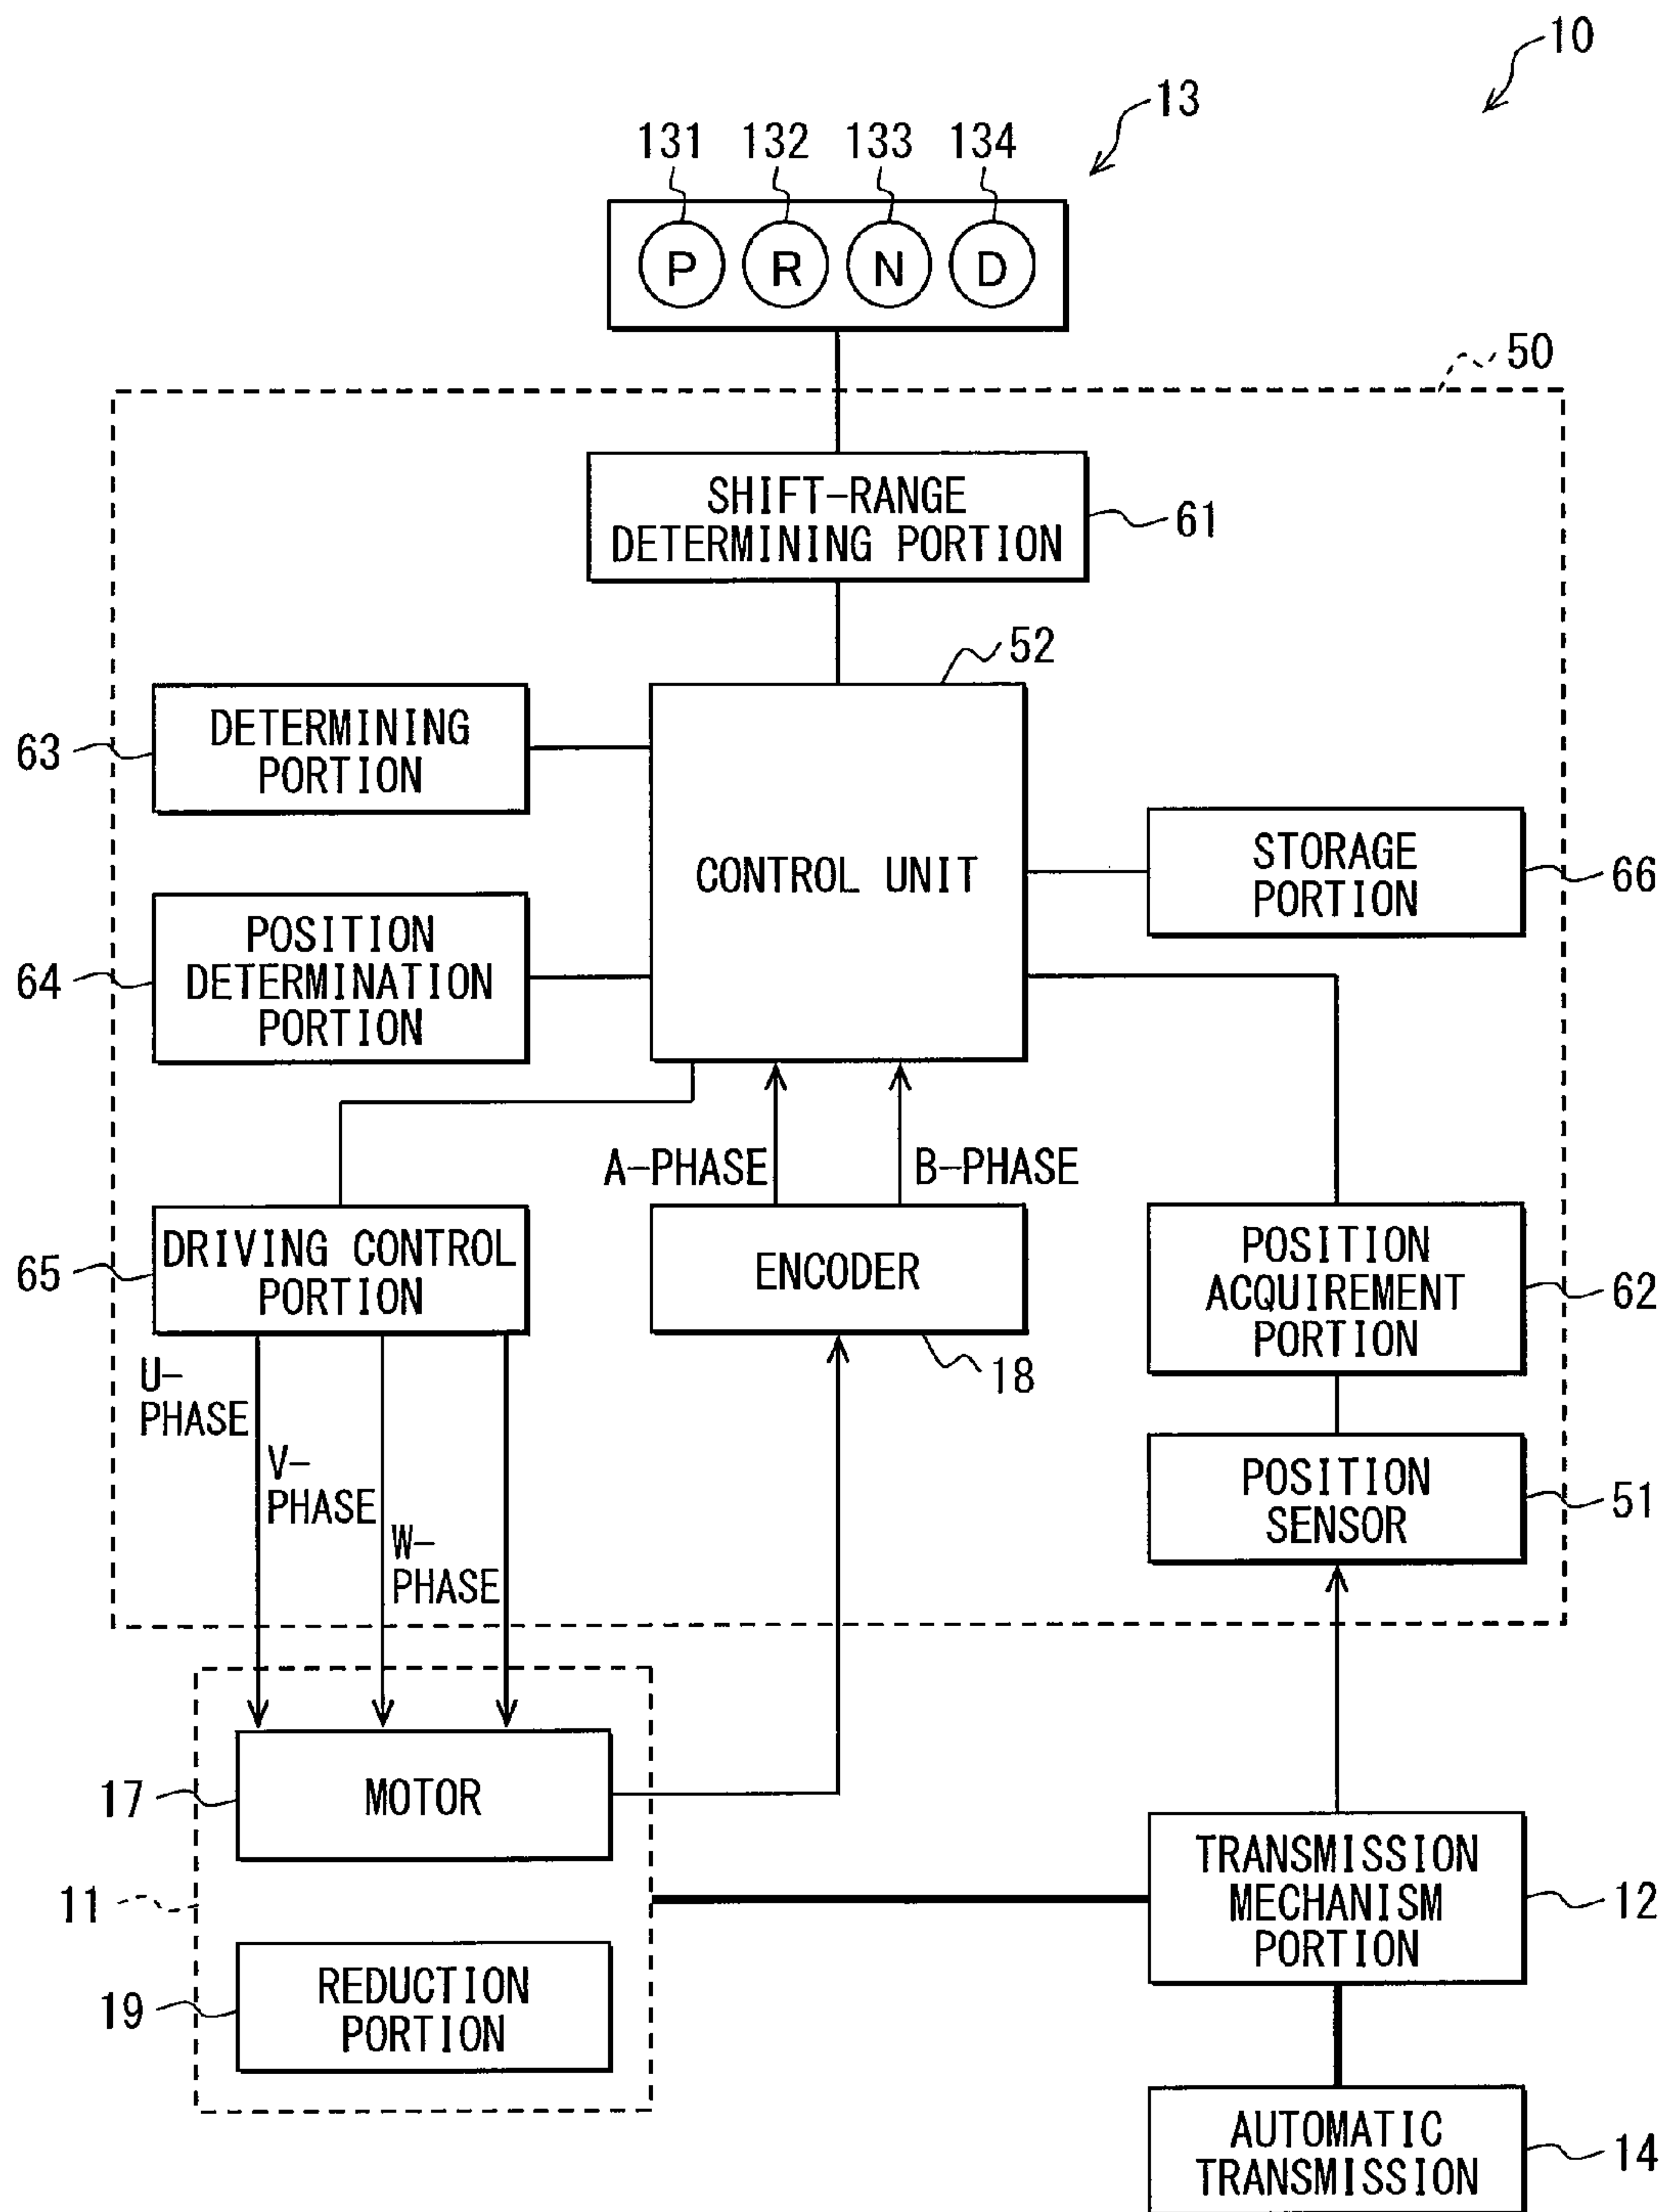 10
13
131 132 133 134
P R N D
50
SHIFT-RANGE
DETERMINING PORTION
61
52
DETERMINING
PORTION
63
CONTROL UNIT
STORAGE
PORTION
66
POSITION
DETERMINATION
PORTION
64
A-PHASE
B-PHASE
DRIVING CONTROL
PORTION
65
ENCODER
18
POSITION
ACQUIREMENT
PORTION
62
U-
PHASE
V-
PHASE
W-
PHASE
POSITION
SENSOR
51
MOTOR
17
11
REDUCTION
PORTION
19
TRANSMISSION
MECHANISM
PORTION
12
AUTOMATIC
TRANSMISSION
14